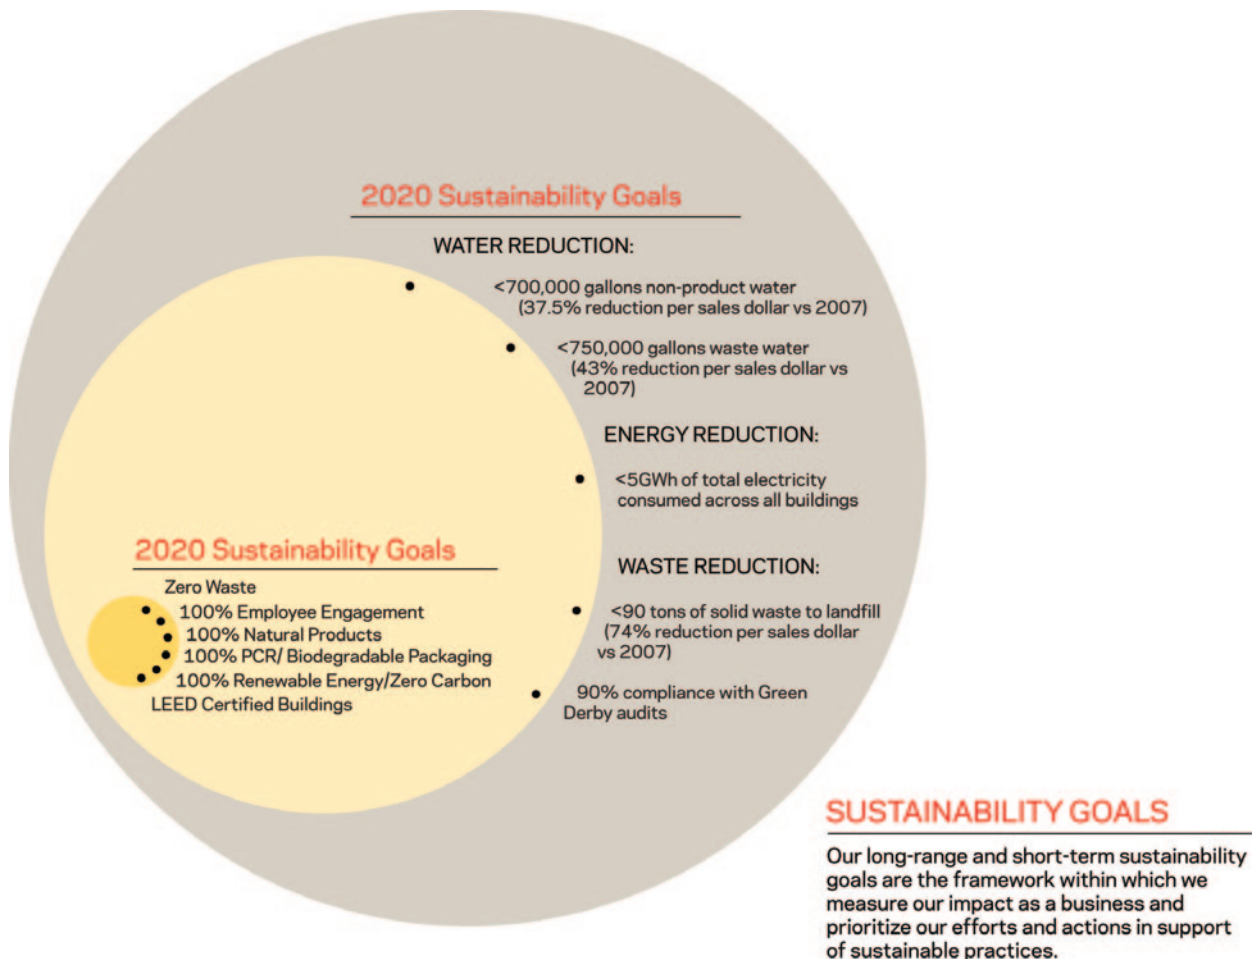 2020 Sustainability Goals
WATER REDUCTION:
<700,000 gallons non-product water
(37.5% reduction per sales dollar vs 2007)
<750,000 gallons waste water
(43% reduction per sales dollar vs
2007)
ENERGY REDUCTION:
<5GWh of total electricity
consumed across all buildings
WASTE REDUCTION:
<90 tons of solid waste to landfill
(74% reduction per sales dollar
vs 2007)
90% compliance with Green
Derby audits
2020 Sustainability Goals
Zero Waste
100% Employee Engagement
100% Natural Products
100% PCR/ Biodegradable Packaging
100% Renewable Energy/Zero Carbon
LEED Certified Buildings
SUSTAINABILITY GOALS
Our long-range and short-term sustainability
goals are the framework within which we
measure our impact as a business and
prioritize our efforts and actions in support
of sustainable practices.